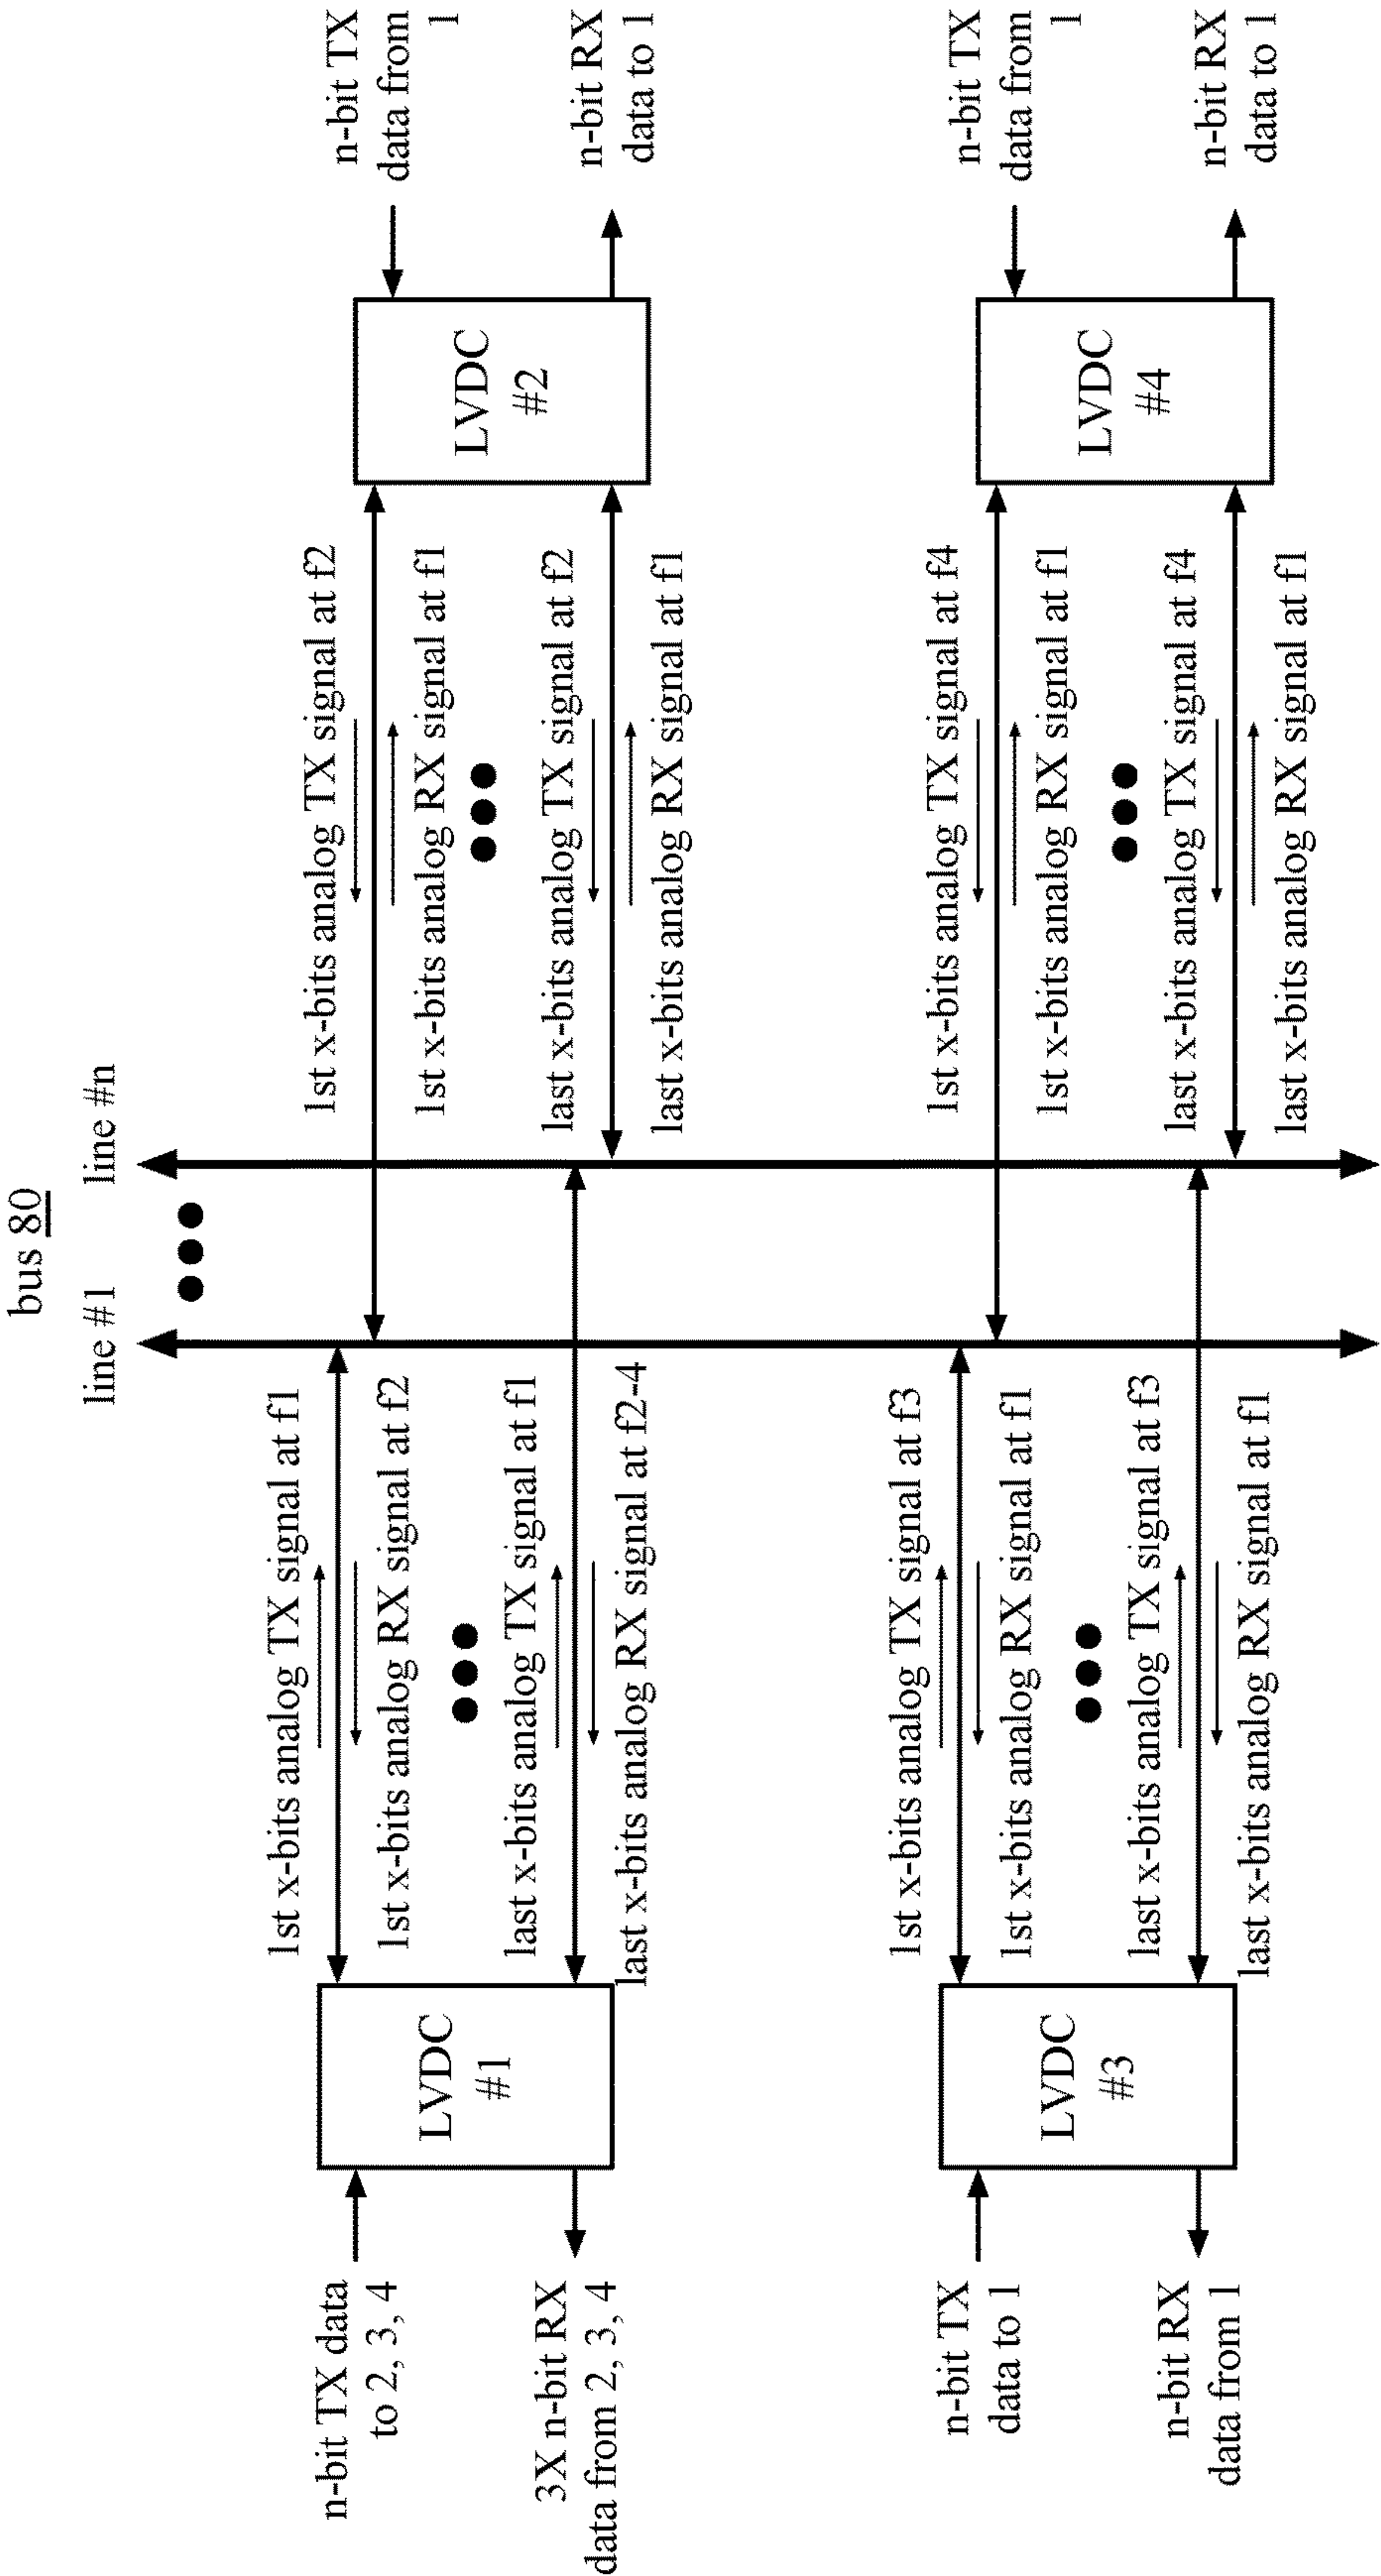 bus 80
line #1
line #n
n-bit TX data
to 2, 3, 4
3X n-bit RX
data from 2, 3, 4
LVDC
#1
1st x-bits analog TX signal at f1
1st x-bits analog RX signal at f2
last x-bits analog TX signal at f1
last x-bits analog RX signal at f2-4
1st x-bits analog TX signal at f2
1st x-bits analog RX signal at f1
last x-bits analog TX signal at f2
last x-bits analog RX signal at f1
LVDC
#2
n-bit TX
data from
1
n-bit RX
data to 1
n-bit TX
data to 1
n-bit RX
data from 1
LVDC
#3
1st x-bits analog TX signal at f3
1st x-bits analog RX signal at f1
last x-bits analog TX signal at f3
last x-bits analog RX signal at f1
1st x-bits analog TX signal at f4
1st x-bits analog RX signal at f1
last x-bits analog TX signal at f4
last x-bits analog RX signal at f1
LVDC
#4
n-bit TX
data from
1
n-bit RX
data to 1